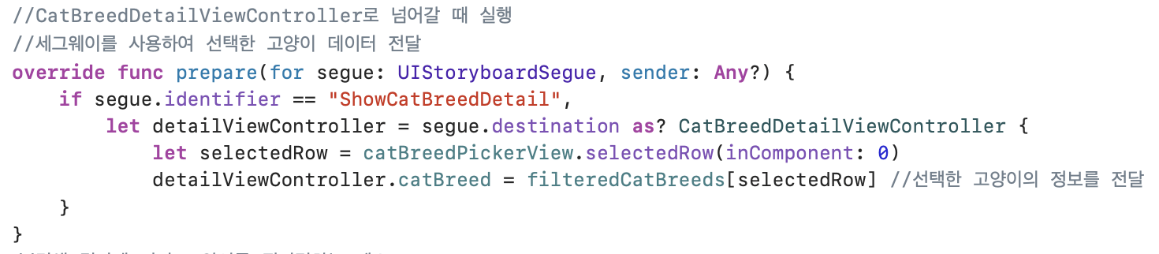 //CatBreedDetailViewController로 넘어갈 때 실행
//세그웨이를 사용하여 선택한 고양이 데이터 전달
override func prepare(for segue: UIStoryboardSegue, sender: Any?) {
    if segue.identifier == "ShowCatBreedDetail",
        let detailViewController = segue.destination as? CatBreedDetailViewController {
            let selectedRow = catBreedPickerView.selectedRow(inComponent: 0)
            detailViewController.catBreed = filteredCatBreeds[selectedRow] //선택한 고양이의 정보를 전달
    }
}